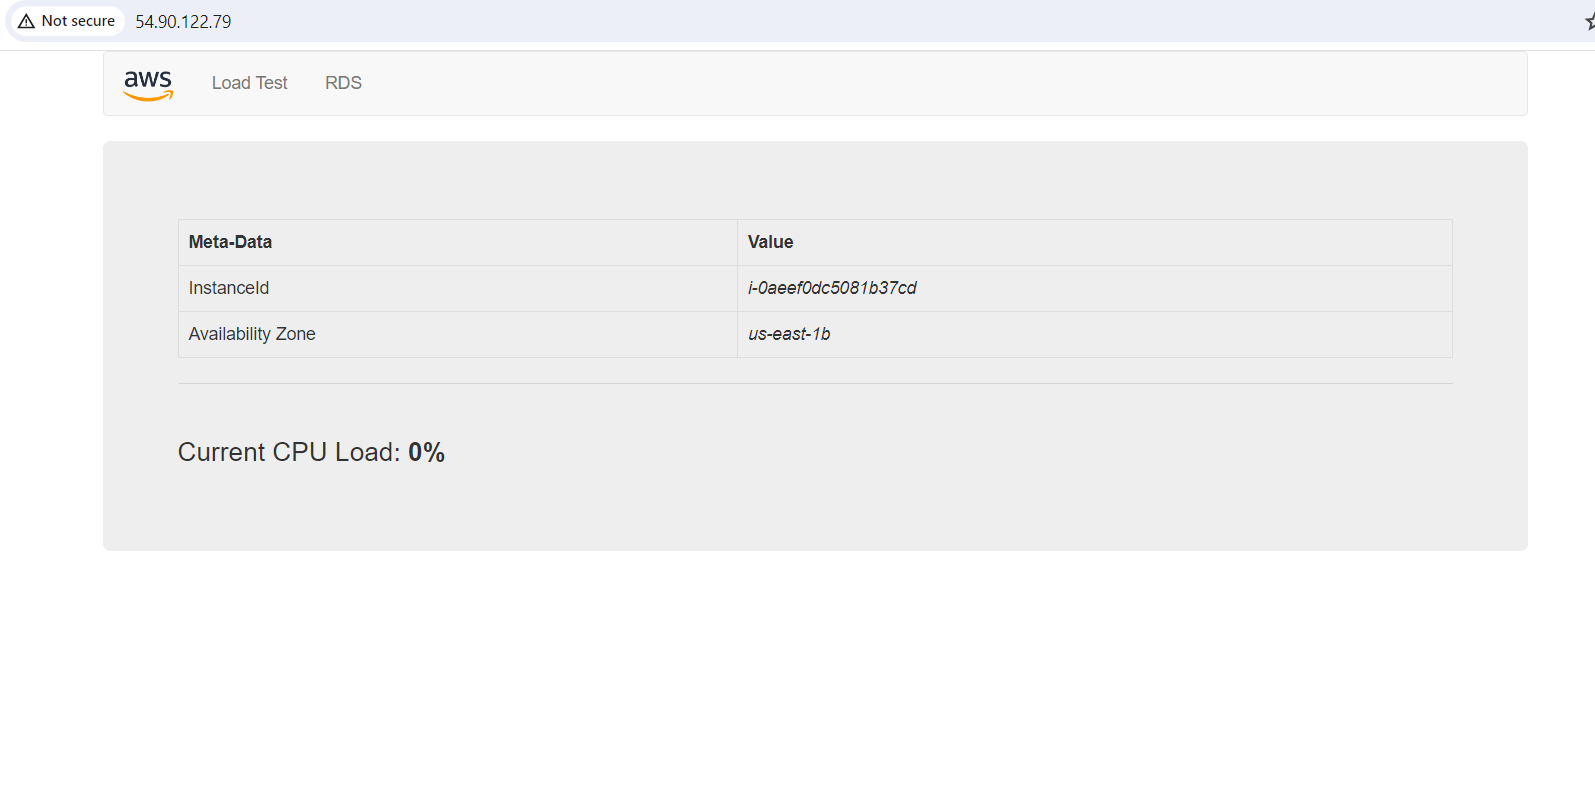 Not secure 54.90.122.79
aws Load Test RDS
Meta-Data Value
InstanceId i-0aeef0dc5081b37cd
Availability Zone us-east-1b
Current CPU Load: 0%